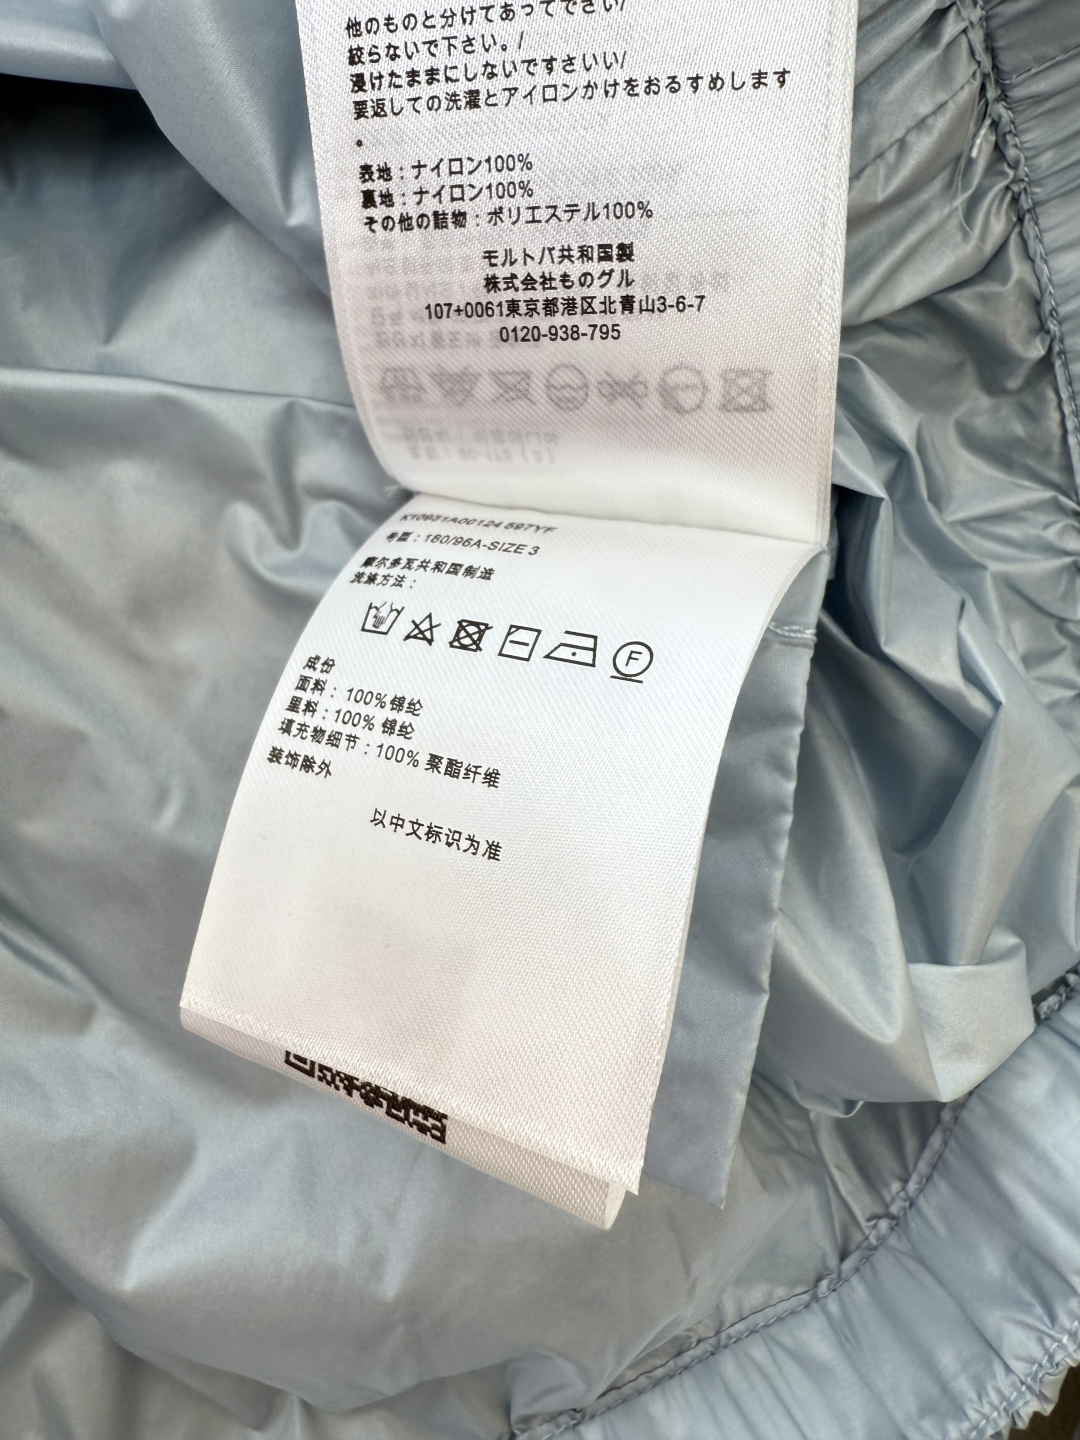 他のものと分けてあってでさい/
絞らないで下さい。/
浸けたままにしないですさいい/
要返しての洗濯とアイロンかけをおるすめします
。
表地:ナイロン100%
裏地:ナイロン100%
その他の詰物:ポリエステル100%
モルトバ共和国製
株式会社ものグル
107+0061東京都港区北青山3-6-7
0120-938-795
K10931A00124 597YF
号型:180/96A-SIZE 3
摩尔多瓦共和国制造
洗涤方法:
F
成份
面料:100%锦纶
里料:100% 锦纶
填充物细节:100% 聚酯纤维
装饰除外
以中文标识为准